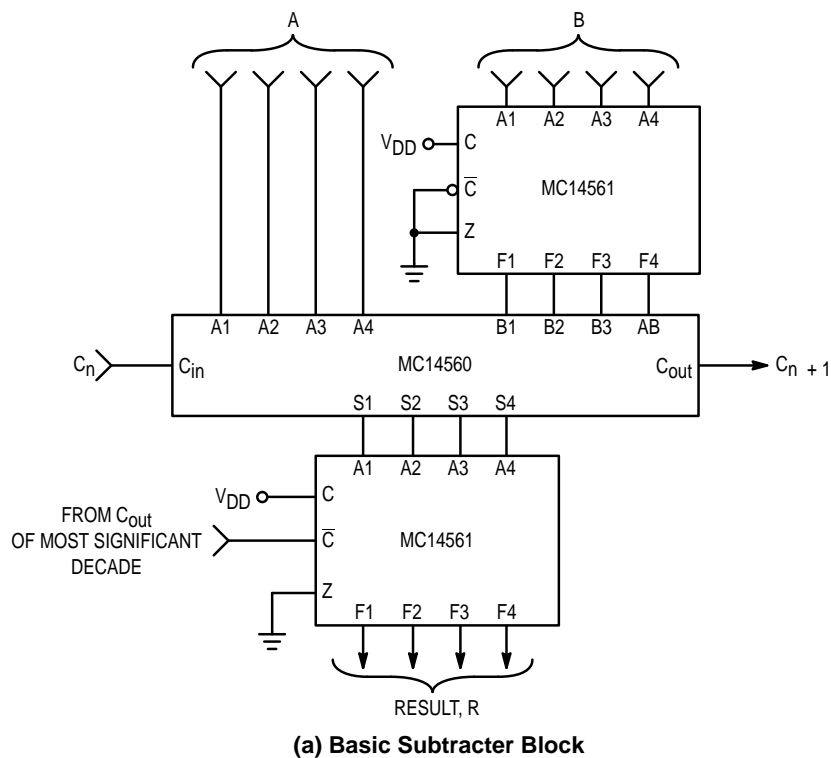 A
B
A1 A2 A3 A4
VDD C
C̅
MC14561
Z
F1 F2 F3 F4
A1 A2 A3 A4 B1 B2 B3 AB
Cn Cin MC14560 Cout Cn + 1
S1 S2 S3 S4
A1 A2 A3 A4
VDD C
FROM Cout
OF MOST SIGNIFICANT
DECADE
C̅
MC14561
Z
F1 F2 F3 F4
RESULT, R
(a) Basic Subtracter Block